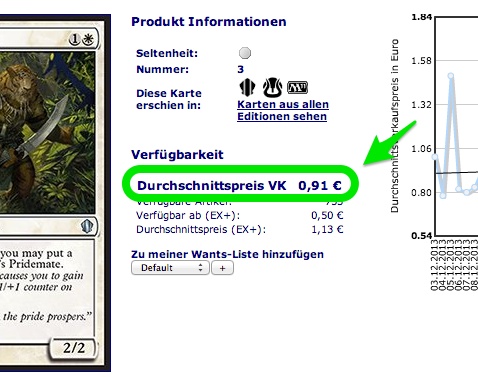 1
ou may put a
's Pridemate.
causes you to gain
1/+1 counter on
the pride prospers."
2/2
Produkt Informationen
Seltenheit:
Nummer: 3
Diese Karte
erschien in:
Karten aus allen
Editionen sehen
Verfügbarkeit
Durchschnittspreis VK 0,91 €
Verfügbare Artikel: 755
Verfügbar ab (EX+): 0,50 €
Durchschnittspreis (EX+): 1,13 €
Zu meiner Wants-Liste hinzufügen
Default +
Durchschnittsverkaufspreis in Euro
1.84
1.58
1.32
1.06
0.80
0.54
03.12.2013
04.12.2013
05.12.2013
06.12.2013
07.12.2013
08.12.2013